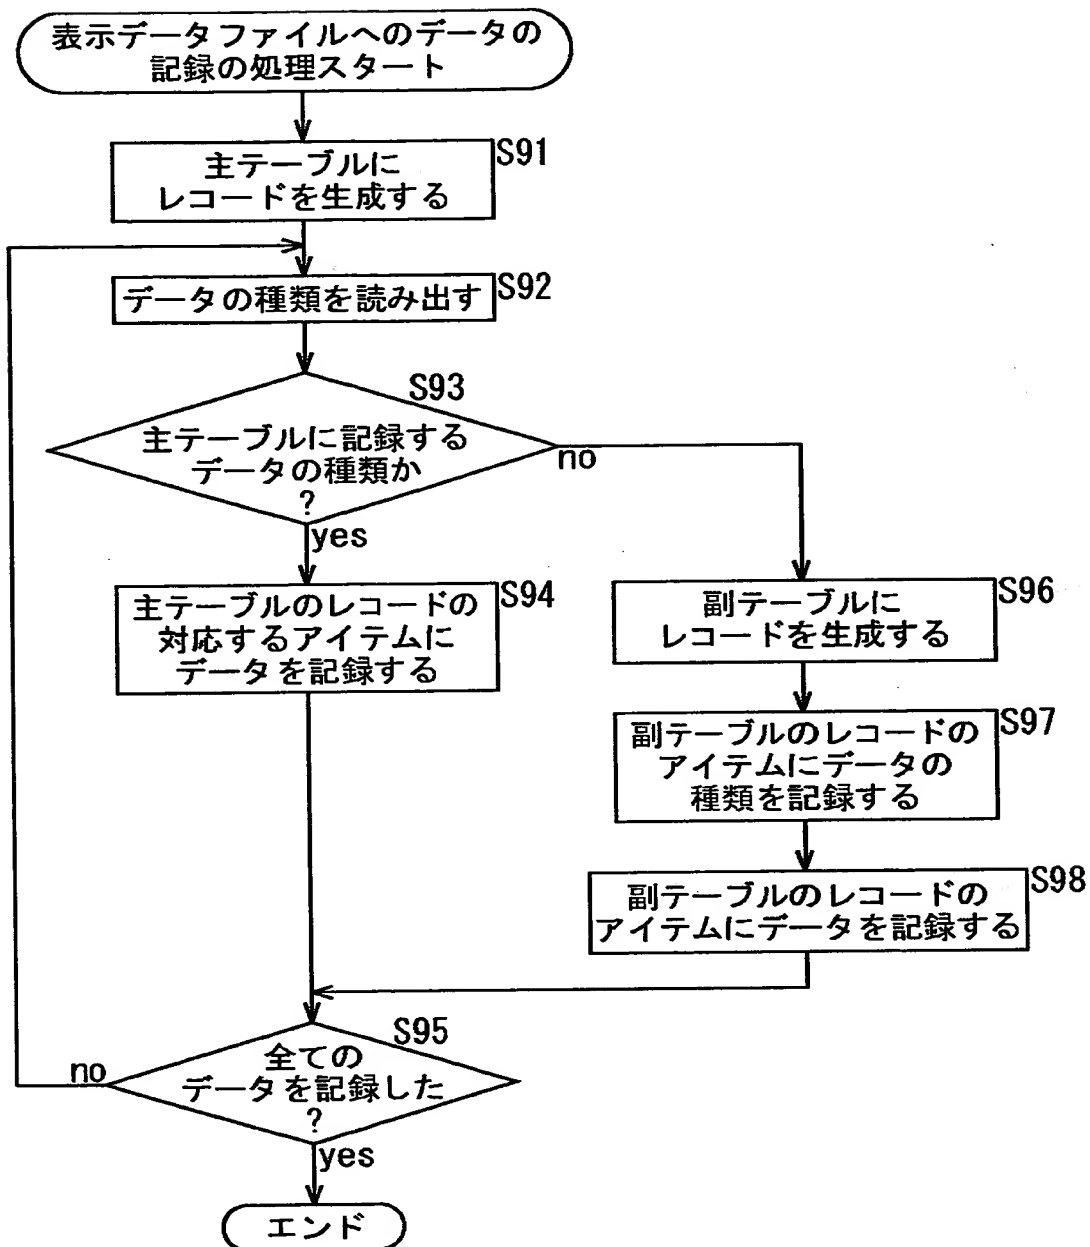 表示データファイルへのデータの
記録の処理スタート
主テーブルに
レコードを生成する
S91
データの種類を読み出す
S92
S93
主テーブルに記録する
データの種類か
?
no
yes
主テーブルのレコードの
対応するアイテムに
データを記録する
S94
副テーブルに
レコードを生成する
S96
副テーブルのレコードの
アイテムにデータの
種類を記録する
S97
副テーブルのレコードの
アイテムにデータを記録する
S98
S95
全ての
データを記録した
?
no
yes
エンド